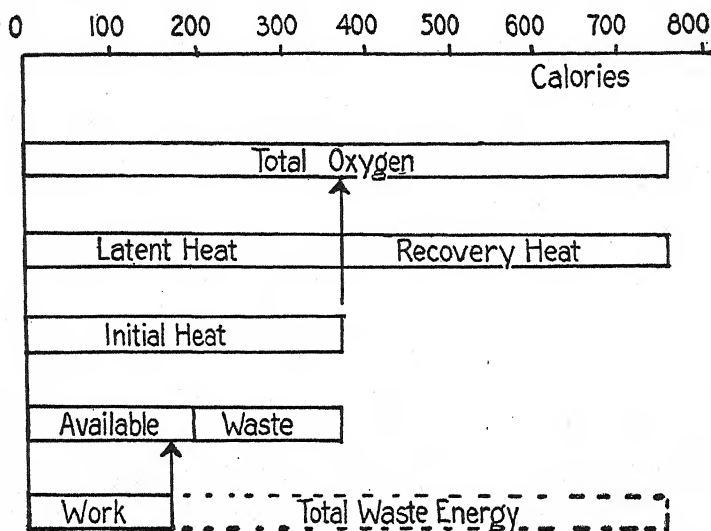 0 100 200 300 400 500 600 700 800
Calories
Total Oxygen
Latent Heat Recovery Heat
Initial Heat
Available Waste
Work Total Waste Energy